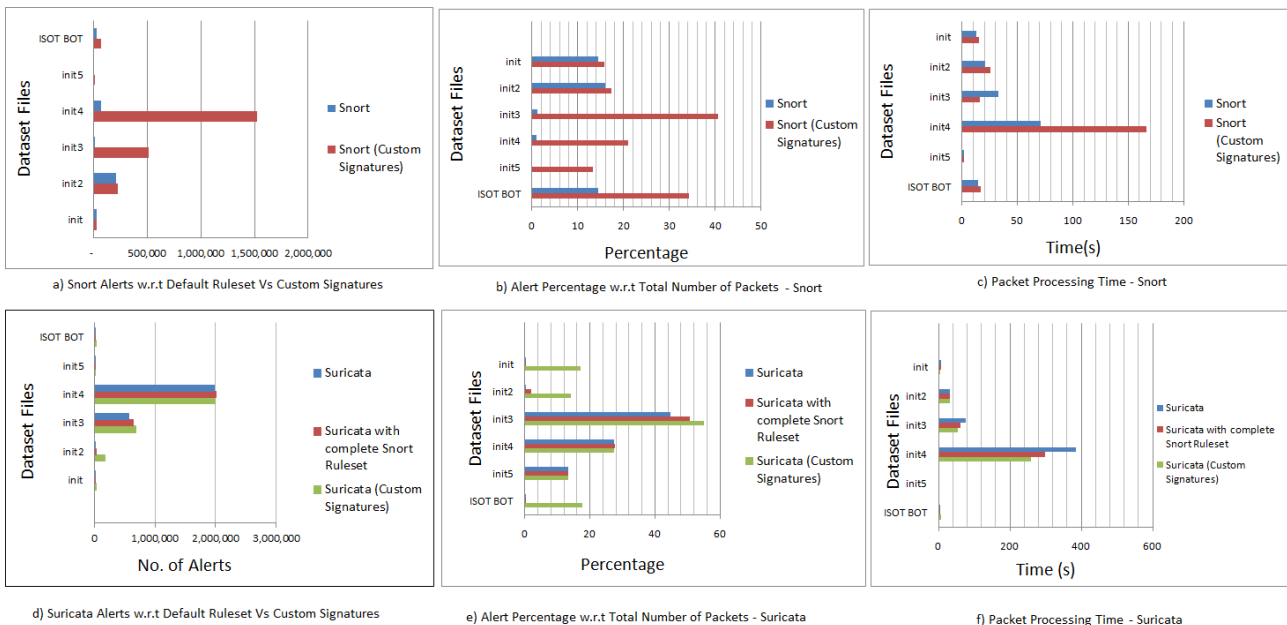 Dataset Files
ISOT BOT
init5
init4
init3
init2
init
-
500,000
1,000,000
1,500,000
2,000,000
Snort
Snort (Custom
Signatures)
a) Snort Alerts w.r.t Default Ruleset Vs Custom Signatures
Dataset Files
init
init2
init3
init4
init5
ISOT BOT
0
10
20
30
40
50
Percentage
Snort
Snort (Custom
Signatures)
b) Alert Percentage w.r.t Total Number of Packets - Snort
Dataset Files
init
init2
init3
init4
init5
ISOT BOT
0
50
100
150
200
Time(s)
Snort
Snort
(Custom
Signatures)
c) Packet Processing Time - Snort
Dataset Files
ISOT BOT
init5
init4
init3
init2
init
0
1,000,000
2,000,000
3,000,000
No. of Alerts
Suricata
Suricata with
complete Snort
Ruleset
Suricata (Custom
Signatures)
d) Suricata Alerts w.r.t Default Ruleset Vs Custom Signatures
Dataset Files
init
init2
init3
init4
init5
ISOT BOT
0
20
40
60
Percentage
Suricata
Suricata with
complete Snort
Ruleset
Suricata (Custom
Signatures)
e) Alert Percentage w.r.t Total Number of Packets - Suricata
Dataset Files
init
init2
init3
init4
init5
ISOT BOT
0
200
400
600
Time (s)
Suricata
Suricata with complete
Snort Ruleset
Suricata (Custom
Signatures)
f) Packet Processing Time - Suricata